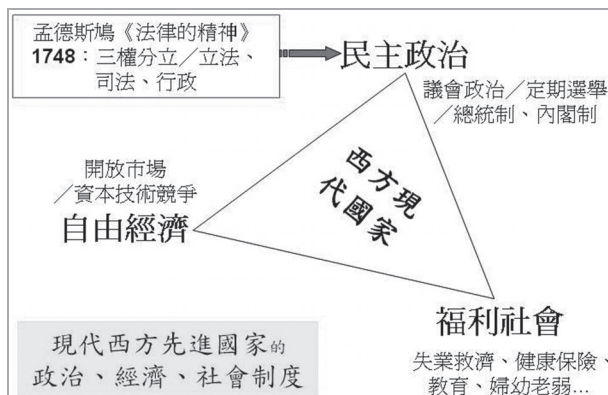 孟德斯鳩《法律的精神》
1748：三權分立／立法、
司法、行政
民主政治
議會政治／定期選舉
／總統制、內閣制
西方現
代國家
開放市場
／資本技術競爭
自由經濟
福利社會
失業救濟、健康保險、
教育、婦幼老弱…
現代西方先進國家的
政治、經濟、社會制度